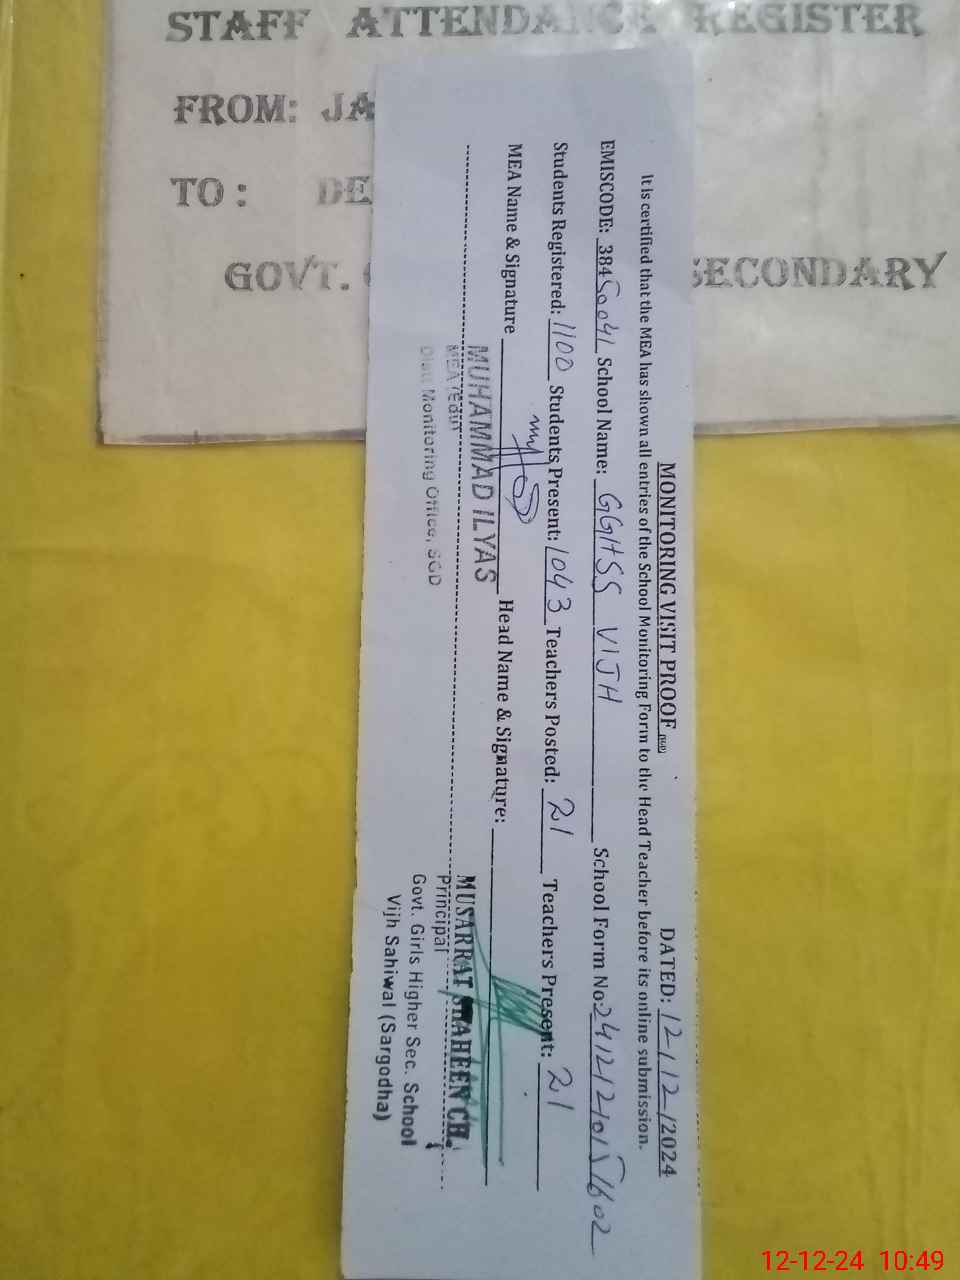 STAFF ATTENDANCE REGISTER
FROM: JA
TO : DE
GOVT. SECONDARY
MONITORING VISIT PROOF DATED: 12/12/2024
It is certified that the MEA has shown all entries of the School Monitoring Form to the Head Teacher before its online submission.
EMISCODE: 38450041 School Name: GGHSS VIJH School Form No:
Students Registered: 1100 Students Present: 1043 Teachers Posted: 21 Teachers Present: 21
MEA Name & Signature Head Name & Signature:
MUHAMMAD ILYAS
MEA
Monitoring Office, SGD
MUSARRAT SHAHEEN CH.
Principal
Govt. Girls Higher Sec. School
Vijh Sahiwal (Sargodha)
12-12-24 10:49